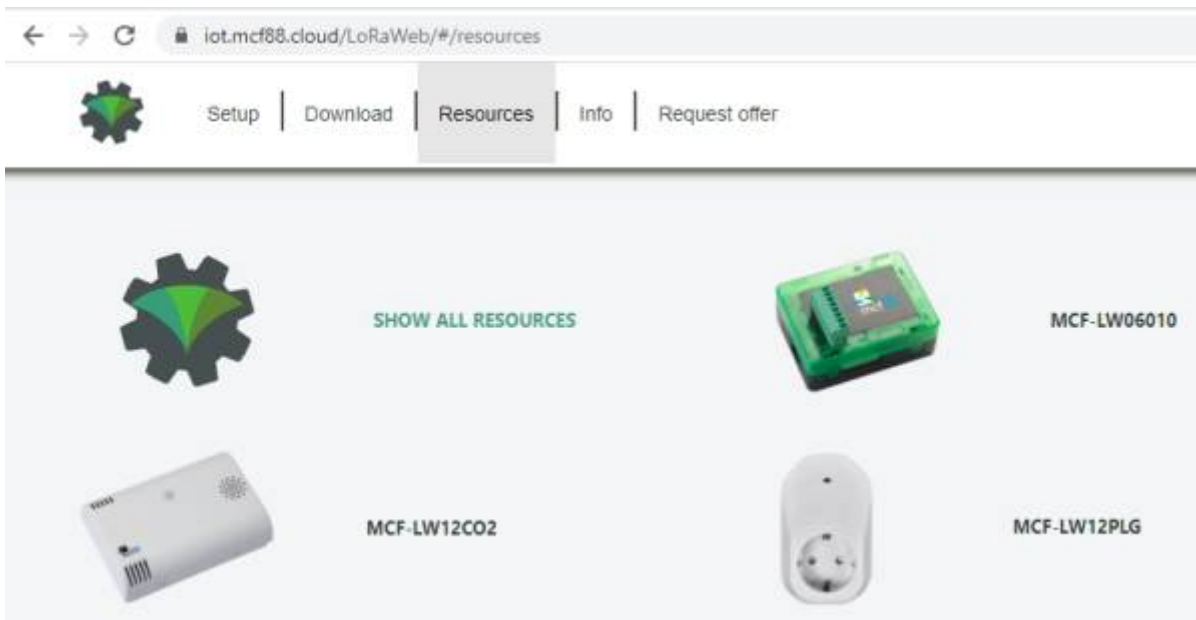 iot.mcf88.cloud/LoRaWeb/#/resources
Setup | Download | Resources | Info | Request offer
SHOW ALL RESOURCES
MCF-LW06010
MCF-LW12CO2
MCF-LW12PLG